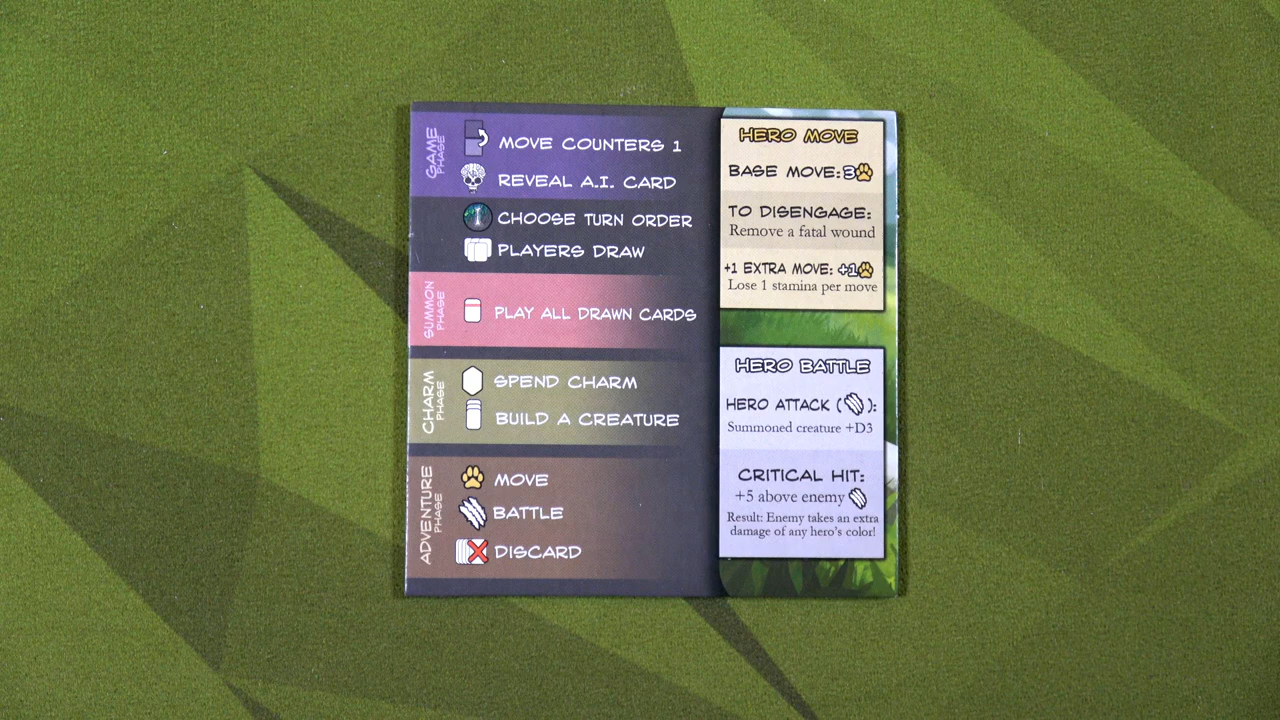 GAME
PHASE
MOVE COUNTERS 1
REVEAL A.I. CARD
CHOOSE TURN ORDER
PLAYERS DRAW
SUMMON
PHASE
PLAY ALL DRAWN CARDS
CHARM
PHASE
SPEND CHARM
BUILD A CREATURE
ADVENTURE
PHASE
MOVE
BATTLE
DISCARD
HERO MOVE
BASE MOVE: 3
TO DISENGAGE:
Remove a fatal wound
+1 EXTRA MOVE: +1
Lose 1 stamina per move
HERO BATTLE
HERO ATTACK ( ):
Summoned creature +D3
CRITICAL HIT:
+5 above enemy
Result: Enemy takes an extra
damage of any hero's color!